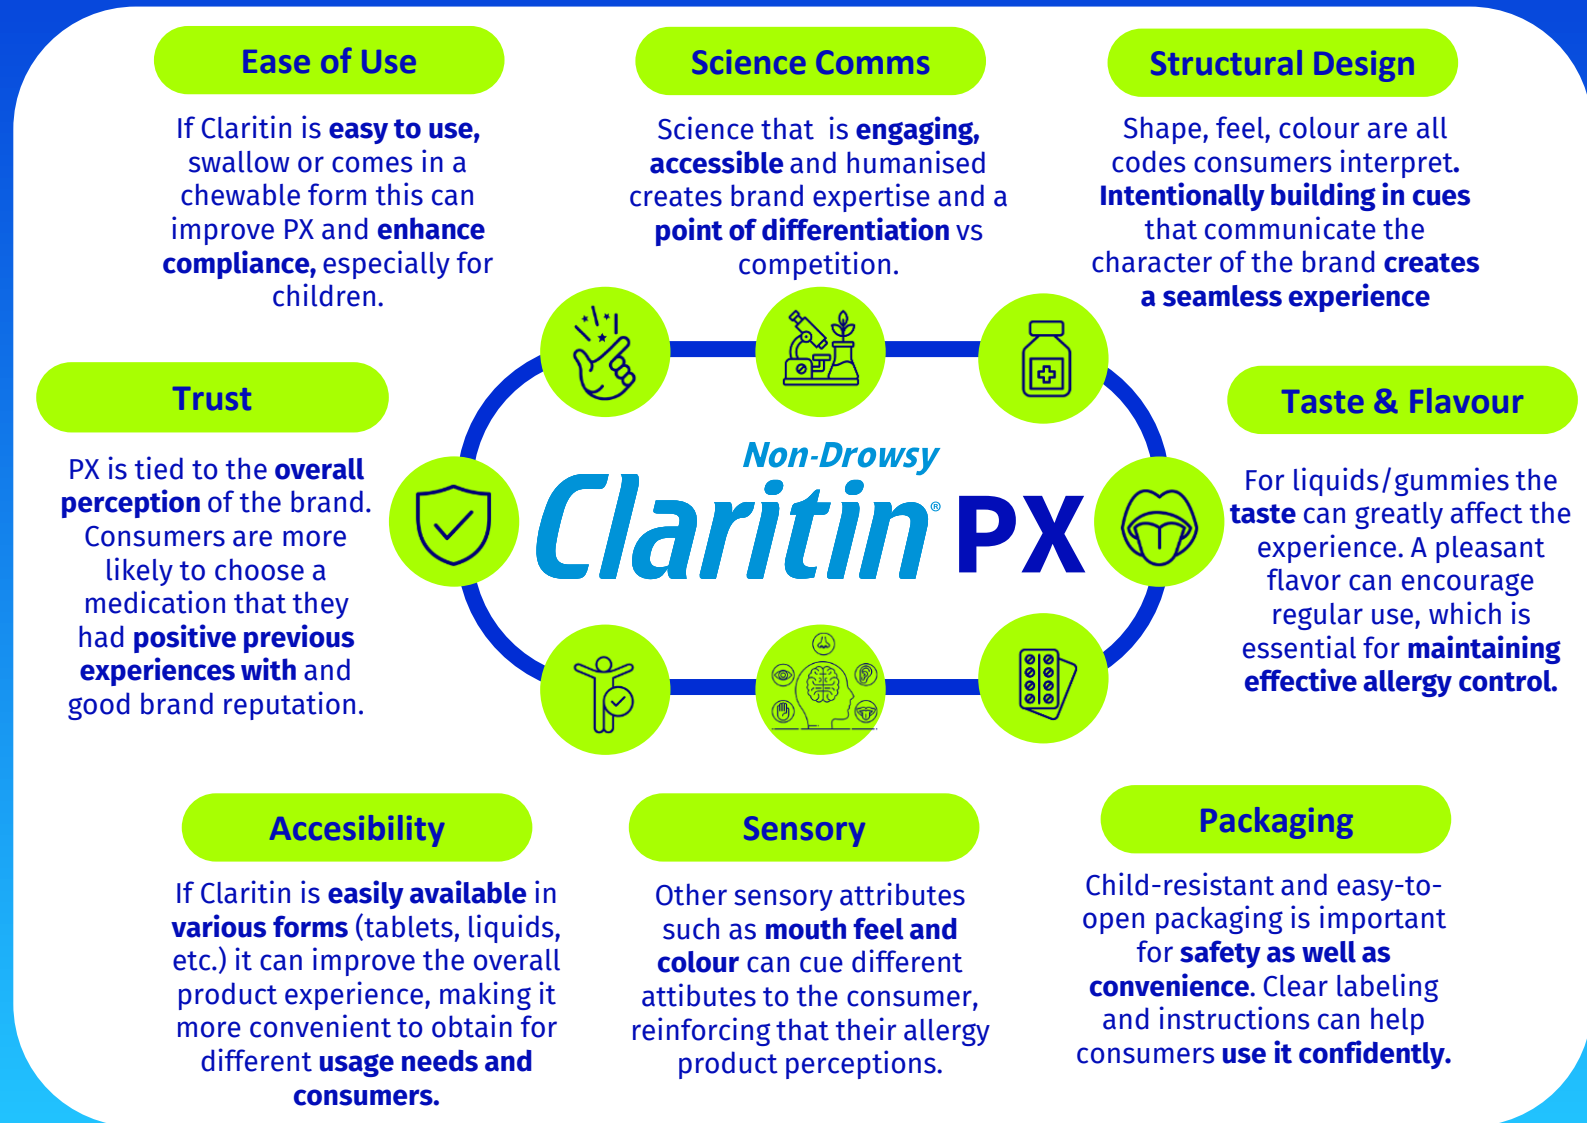 Ease of Use
If Claritin is easy to use,
swallow or comes in a
chewable form this can
improve PX and enhance
compliance, especially for
children.
Science Comms
Science that  is engaging,
accessible and humanised
creates brand expertise and a
point of differentiation vs
competition.
Structural Design
Shape, feel, colour are all
codes consumers interpret.
Intentionally building in cues
that communicate the
character of the brand creates
a seamless experience
Trust
PX is tied to the overall
perception of the brand.
Consumers are more
likely to choose a
medication that they
had positive previous
experiences with and
good brand reputation.
Non-Drowsy
Claritin® PX
Taste & Flavour
For liquids/gummies the
taste can greatly affect the
experience. A pleasant
flavor can encourage
regular use, which is
essential for maintaining
effective allergy control.
Accesibility
If Claritin is easily available in
various forms (tablets, liquids,
etc.) it can improve the overall
product experience, making it
more convenient to obtain for
different usage needs and
consumers.
Sensory
Other sensory attributes
such as mouth feel and
colour can cue different
attibutes to the consumer,
reinforcing that their allergy
product perceptions.
Packaging
Child-resistant and easy-to-
open packaging is important
for safety as well as
convenience. Clear labeling
and instructions can help
consumers use it confidently.